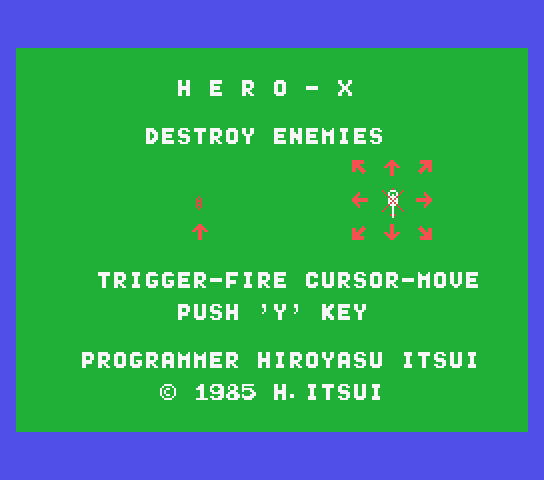 H E R O - X
DESTROY ENEMIES
TRIGGER-FIRE CURSOR-MOVE
PUSH 'Y' KEY
PROGRAMMER HIROYASU ITSUI
© 1985 H. ITSUI